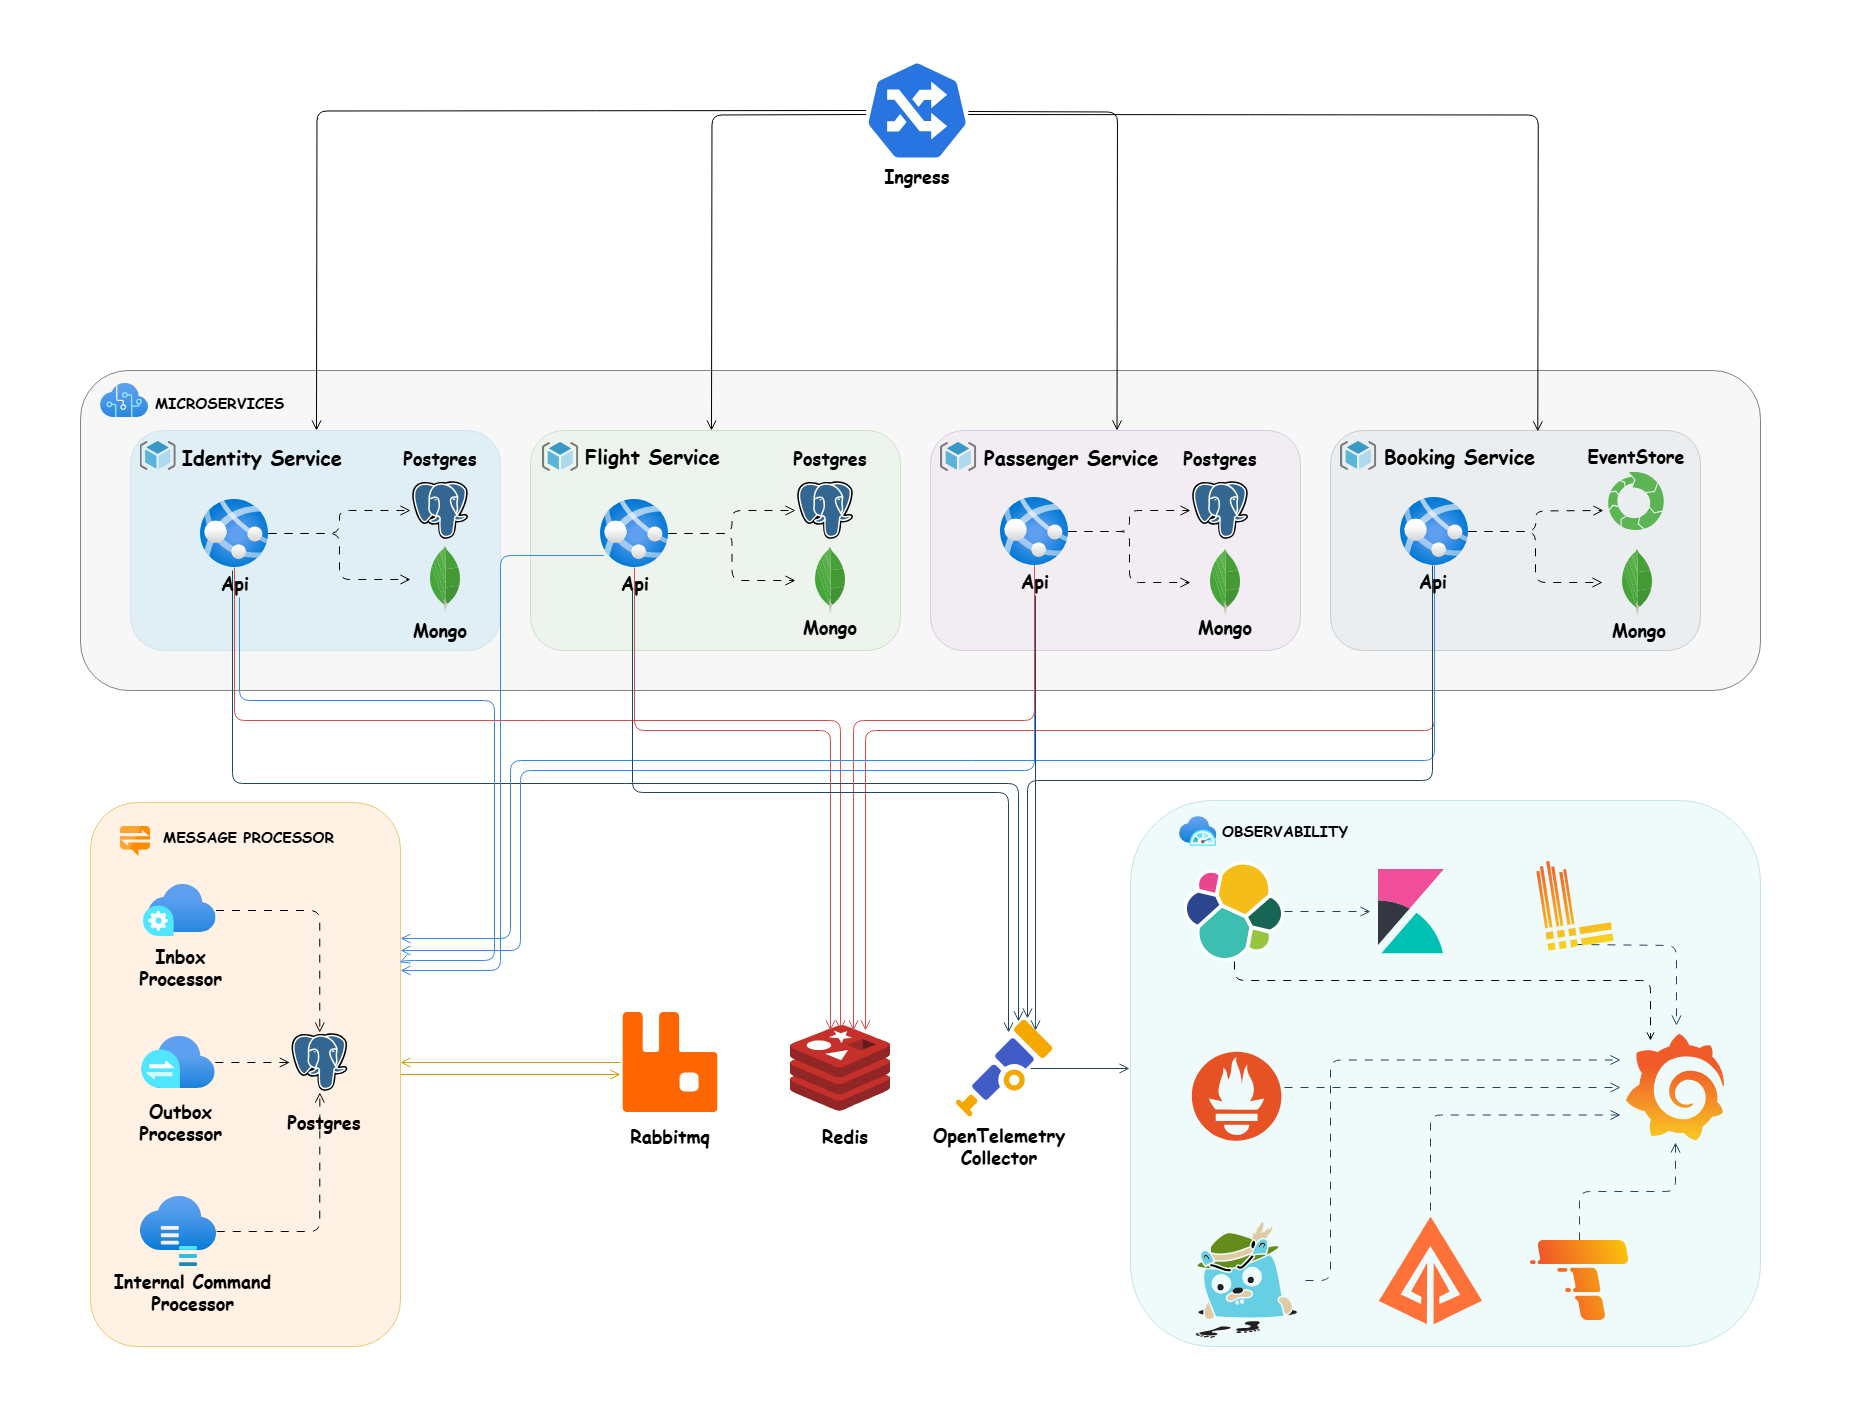 Ingress
MICROSERVICES
Identity Service
Postgres
Api
Mongo
Flight Service
Postgres
Api
Mongo
Passenger Service
Postgres
Api
Mongo
Booking Service
EventStore
Api
Mongo
MESSAGE PROCESSOR
Inbox
Processor
Outbox
Processor
Postgres
Internal Command
Processor
Rabbitmq
Redis
OpenTelemetry
Collector
OBSERVABILITY